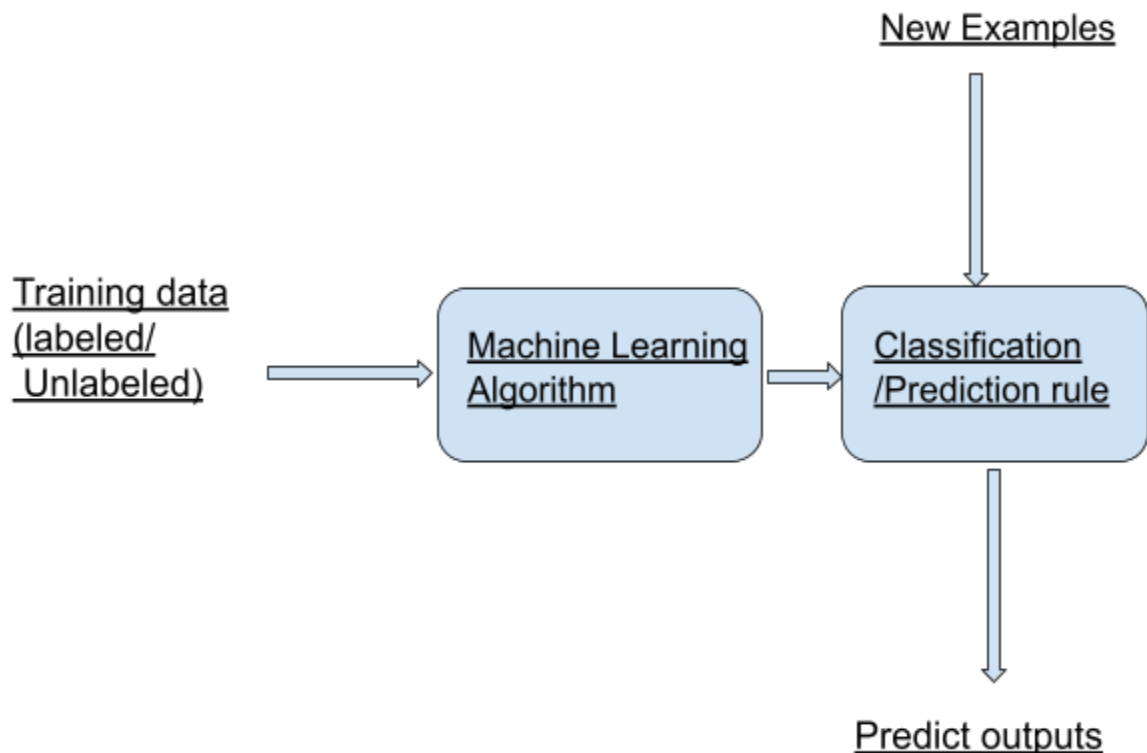 New Examples
Training data
(labeled/
Unlabeled)
Machine Learning
Algorithm
Classification
/Prediction rule
Predict outputs